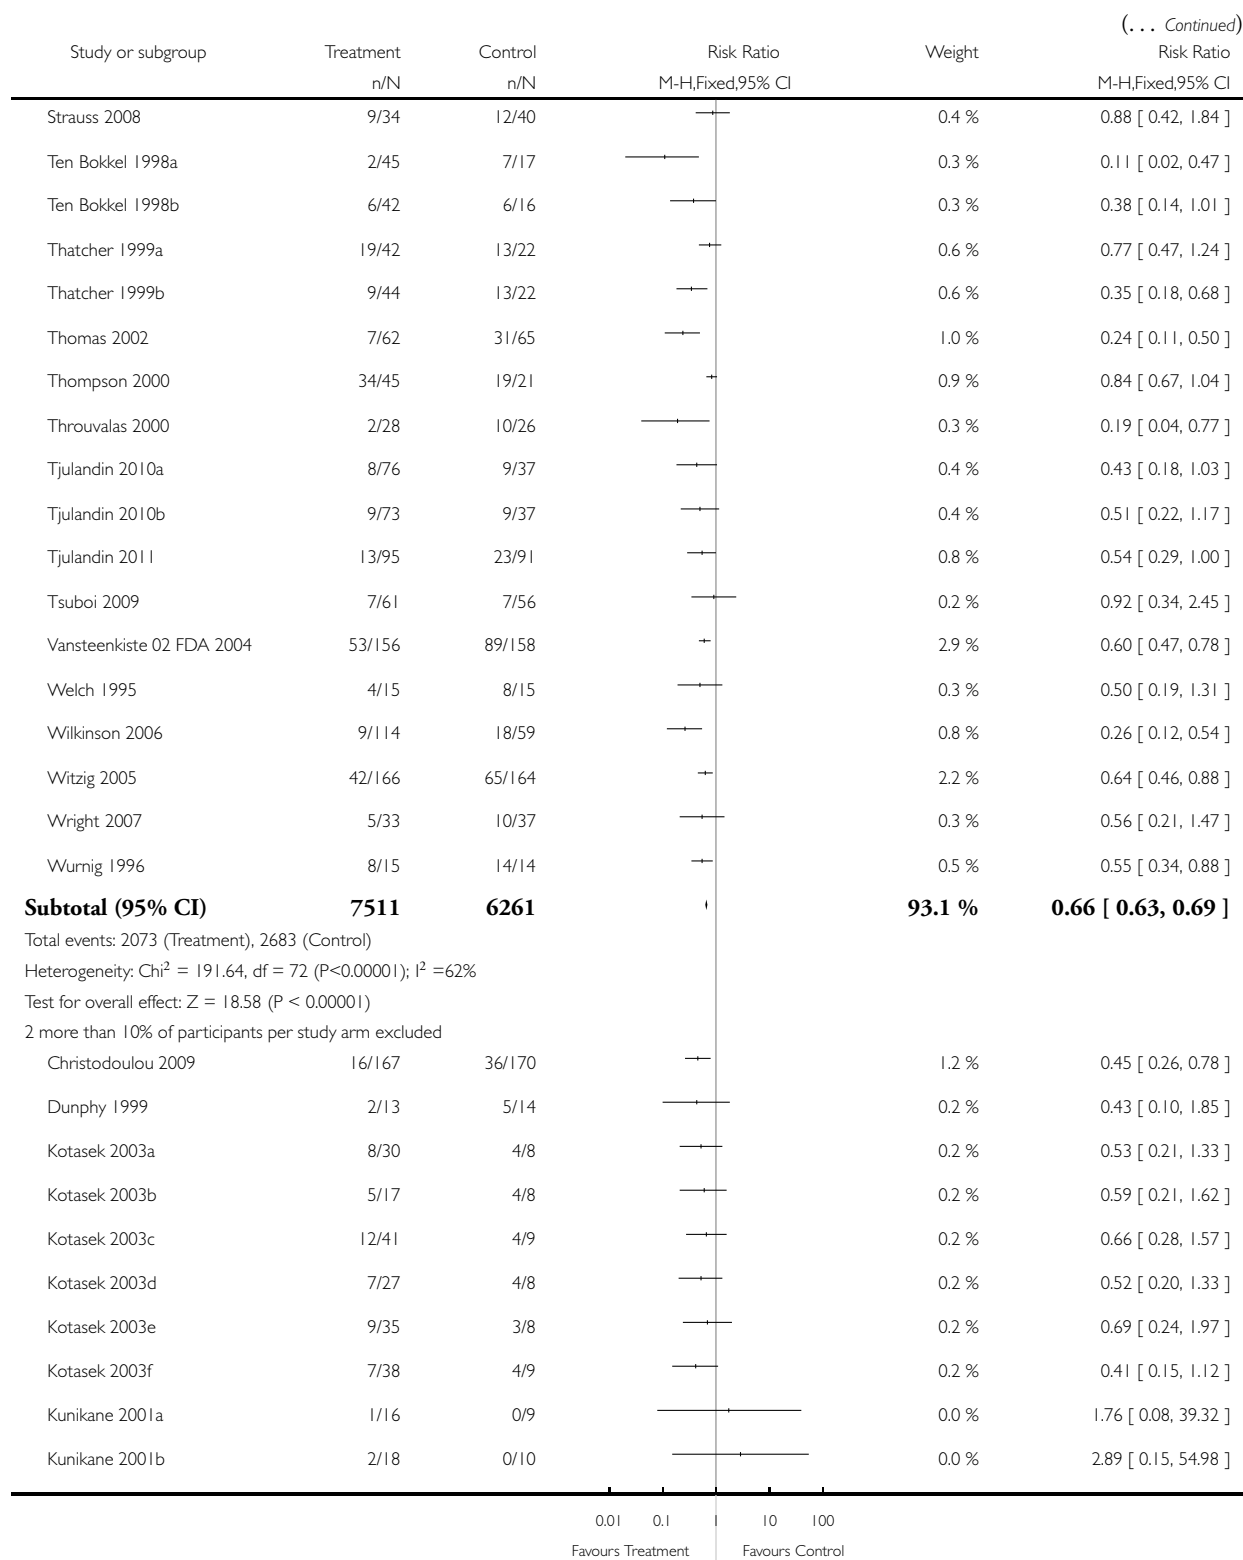 (... Continued)
Study or subgroup Treatment Control Risk Ratio Weight Risk Ratio
n/N n/N M-H,Fixed,95% CI M-H,Fixed,95% CI
Strauss 2008 9/34 12/40 0.4 % 0.88 [ 0.42, 1.84 ]
Ten Bokkel 1998a 2/45 7/17 0.3 % 0.11 [ 0.02, 0.47 ]
Ten Bokkel 1998b 6/42 6/16 0.3 % 0.38 [ 0.14, 1.01 ]
Thatcher 1999a 19/42 13/22 0.6 % 0.77 [ 0.47, 1.24 ]
Thatcher 1999b 9/44 13/22 0.6 % 0.35 [ 0.18, 0.68 ]
Thomas 2002 7/62 31/65 1.0 % 0.24 [ 0.11, 0.50 ]
Thompson 2000 34/45 19/21 0.9 % 0.84 [ 0.67, 1.04 ]
Throuvalas 2000 2/28 10/26 0.3 % 0.19 [ 0.04, 0.77 ]
Tjulandin 2010a 8/76 9/37 0.4 % 0.43 [ 0.18, 1.03 ]
Tjulandin 2010b 9/73 9/37 0.4 % 0.51 [ 0.22, 1.17 ]
Tjulandin 2011 13/95 23/91 0.8 % 0.54 [ 0.29, 1.00 ]
Tsuboi 2009 7/61 7/56 0.2 % 0.92 [ 0.34, 2.45 ]
Vansteenkiste 02 FDA 2004 53/156 89/158 2.9 % 0.60 [ 0.47, 0.78 ]
Welch 1995 4/15 8/15 0.3 % 0.50 [ 0.19, 1.31 ]
Wilkinson 2006 9/114 18/59 0.8 % 0.26 [ 0.12, 0.54 ]
Witzig 2005 42/166 65/164 2.2 % 0.64 [ 0.46, 0.88 ]
Wright 2007 5/33 10/37 0.3 % 0.56 [ 0.21, 1.47 ]
Wurnig 1996 8/15 14/14 0.5 % 0.55 [ 0.34, 0.88 ]
Subtotal (95% CI) 7511 6261 93.1 % 0.66 [ 0.63, 0.69 ]
Total events: 2073 (Treatment), 2683 (Control)
Heterogeneity: Chi² = 191.64, df = 72 (P<0.00001); I² =62%
Test for overall effect: Z = 18.58 (P < 0.00001)
2 more than 10% of participants per study arm excluded
Christodoulou 2009 16/167 36/170 1.2 % 0.45 [ 0.26, 0.78 ]
Dunphy 1999 2/13 5/14 0.2 % 0.43 [ 0.10, 1.85 ]
Kotasek 2003a 8/30 4/8 0.2 % 0.53 [ 0.21, 1.33 ]
Kotasek 2003b 5/17 4/8 0.2 % 0.59 [ 0.21, 1.62 ]
Kotasek 2003c 12/41 4/9 0.2 % 0.66 [ 0.28, 1.57 ]
Kotasek 2003d 7/27 4/8 0.2 % 0.52 [ 0.20, 1.33 ]
Kotasek 2003e 9/35 3/8 0.2 % 0.69 [ 0.24, 1.97 ]
Kotasek 2003f 7/38 4/9 0.2 % 0.41 [ 0.15, 1.12 ]
Kunikane 2001a 1/16 0/9 0.0 % 1.76 [ 0.08, 39.32 ]
Kunikane 2001b 2/18 0/10 0.0 % 2.89 [ 0.15, 54.98 ]
0.01 0.1 1 10 100
Favours Treatment Favours Control